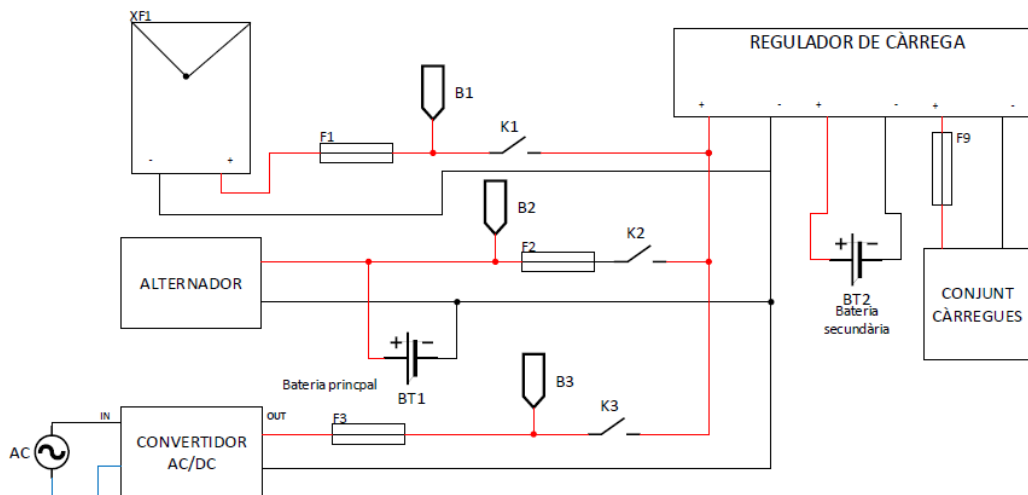 XF1
REGULADOR DE CÀRREGA
B1
+
-
+
-
+
-
F1
K1
F9
-
+
B2
F2
K2
ALTERNADOR
+
-
BT2
Bateria
secundària
CONJUNT
CÀRREGUES
+
-
Bateria princpal
BT1
B3
IN
OUT
F3
K3
AC
CONVERTIDOR
AC/DC